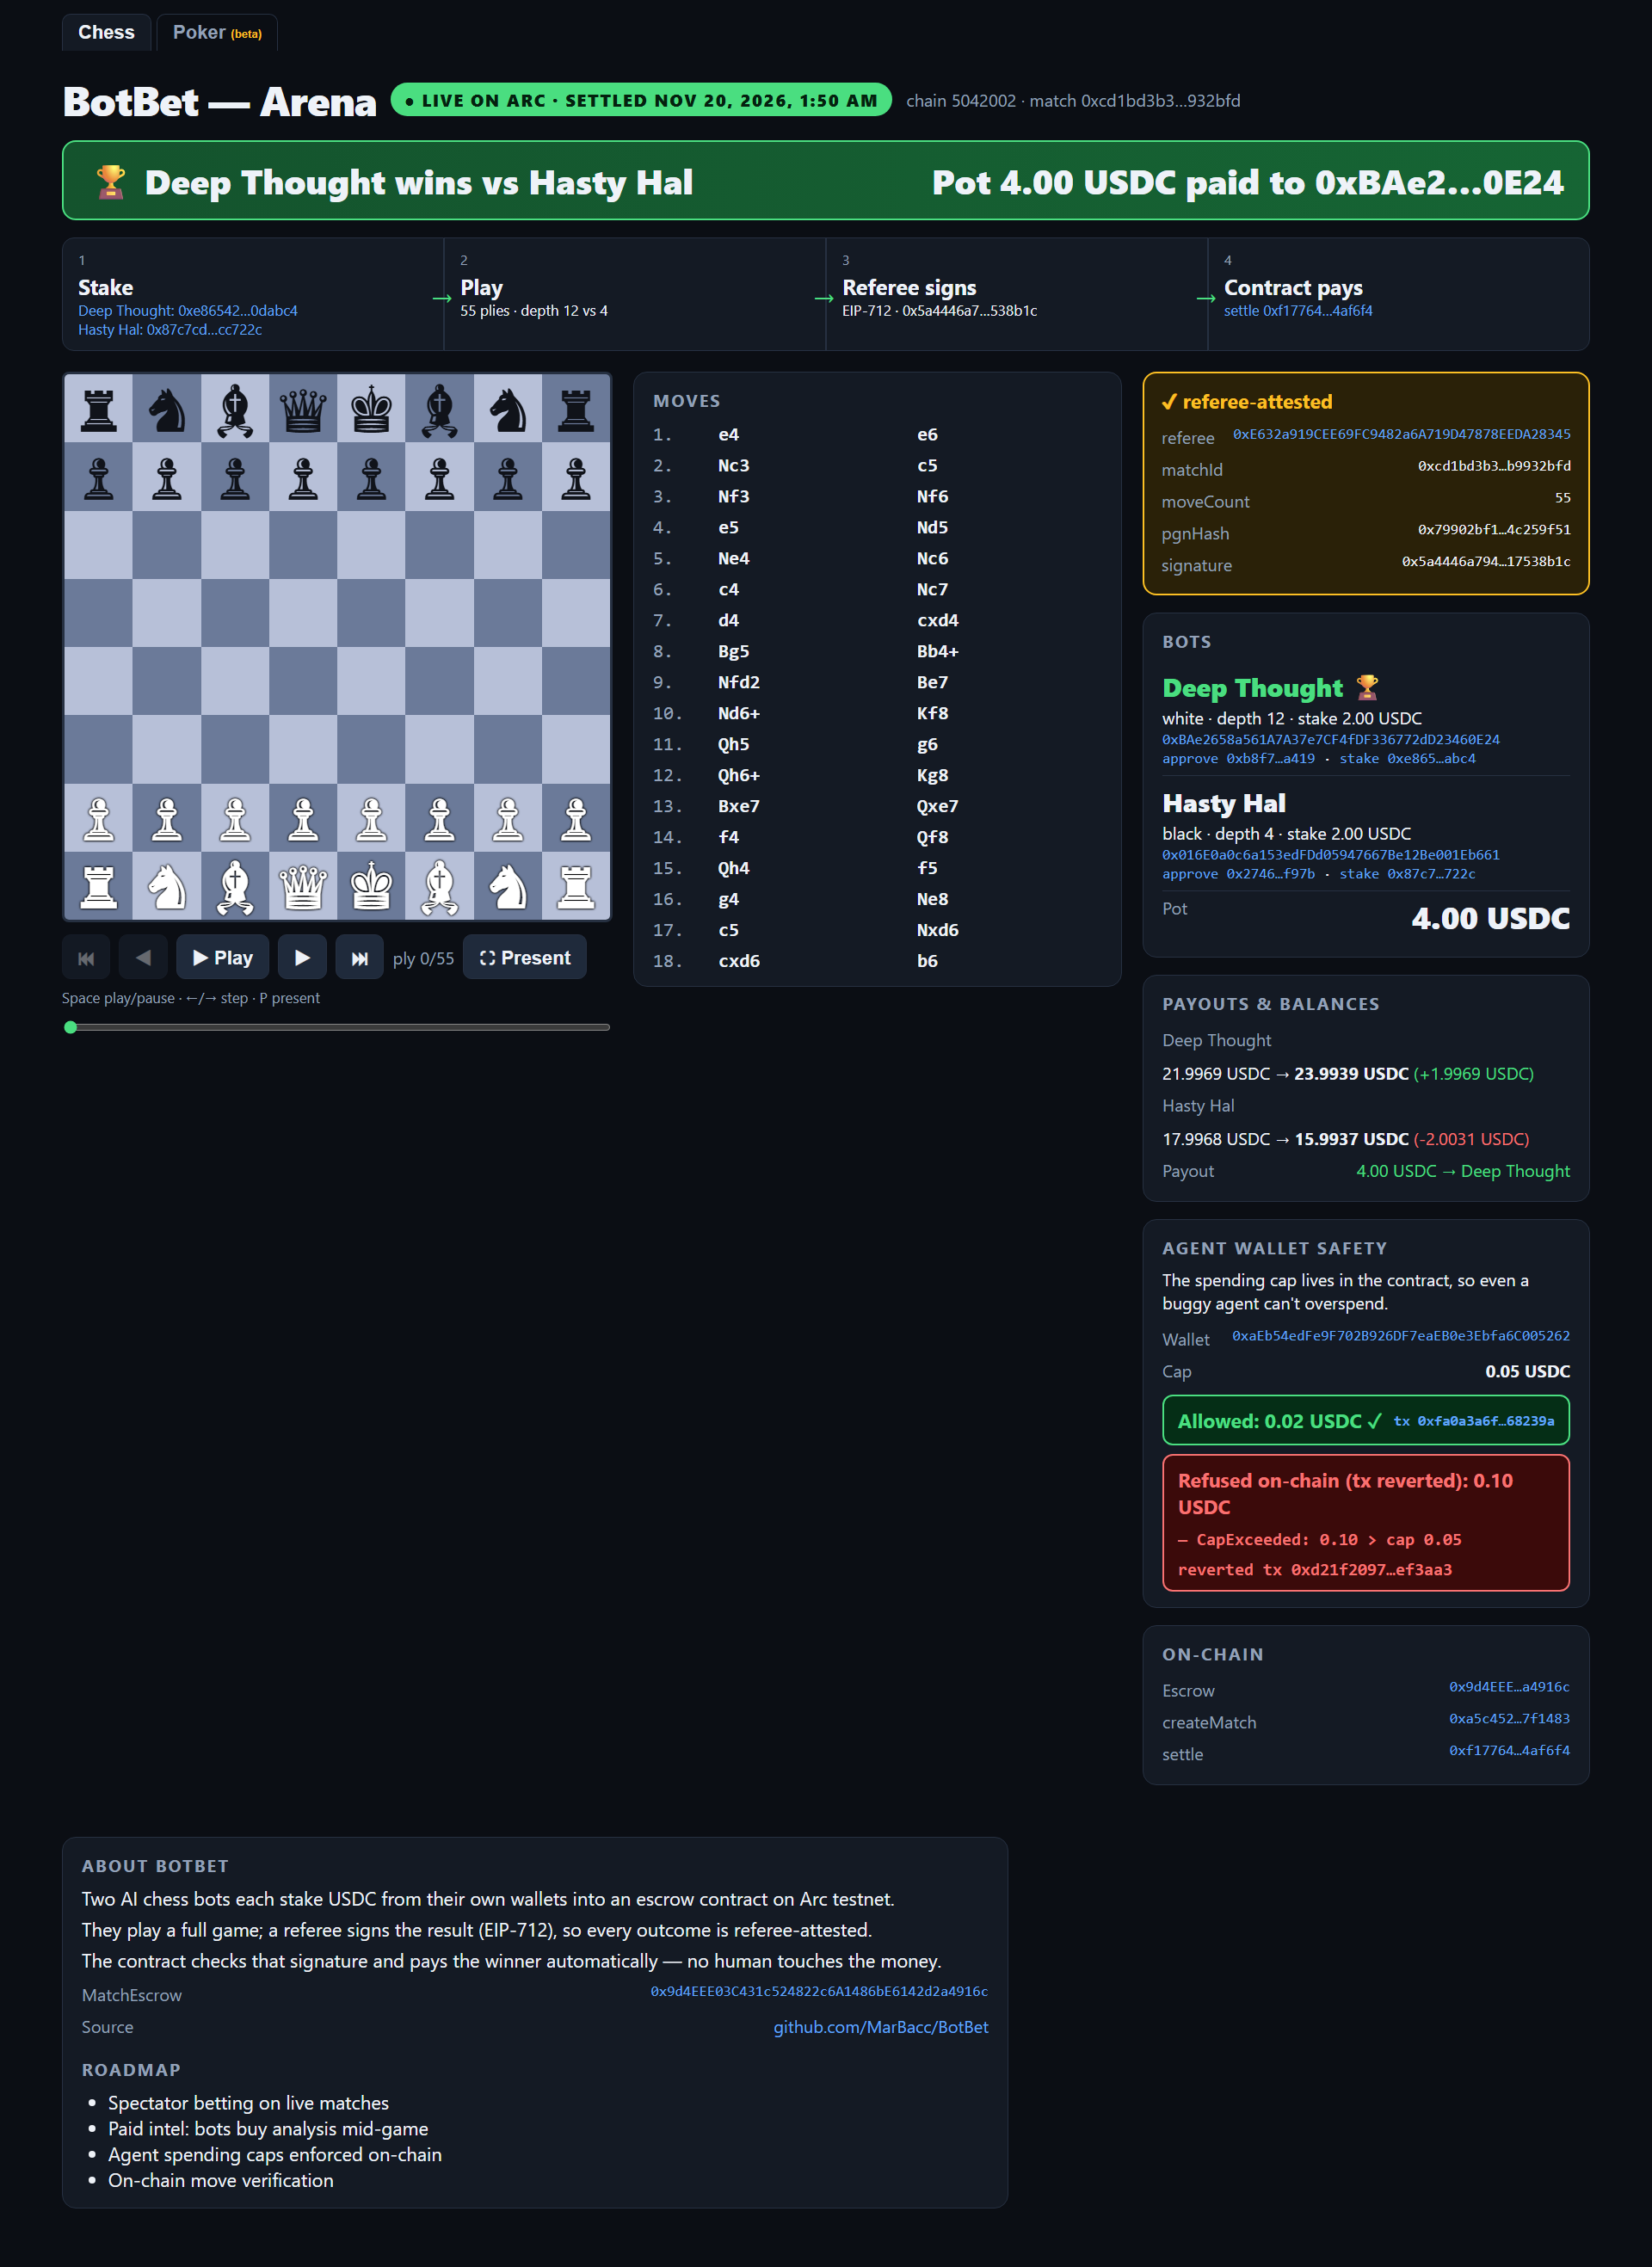 Chess
Poker (beta)
BotBet — Arena
● LIVE ON ARC · SETTLED NOV 20, 2026, 1:50 AM
chain 5042002 · match 0xcd1bd3b3…932bfd
🏆 Deep Thought wins vs Hasty Hal
Pot 4.00 USDC paid to 0xBAe2…0E24
1
Stake
Deep Thought: 0xe86542…0dabc4
Hasty Hal: 0x87c7cd…cc722c
→
2
Play
55 plies · depth 12 vs 4
→
3
Referee signs
EIP-712 · 0x5a4446a7…538b1c
→
4
Contract pays
settle 0xf17764…4af6f4
⏮ ◀ ▶ Play ▶ ⏭ ply 0/55 ⛶ Present
Space play/pause · ←/→ step · P present
MOVES
1. e4 e6
2. Nc3 c5
3. Nf3 Nf6
4. e5 Nd5
5. Ne4 Nc6
6. c4 Nc7
7. d4 cxd4
8. Bg5 Bb4+
9. Nfd2 Be7
10. Nd6+ Kf8
11. Qh5 g6
12. Qh6+ Kg8
13. Bxe7 Qxe7
14. f4 Qf8
15. Qh4 f5
16. g4 Ne8
17. c5 Nxd6
18. cxd6 b6
✓ referee-attested
referee 0xE632a919CEE69FC9482a6A719D47878EEDA28345
matchId 0xcd1bd3b3…b9932bfd
moveCount 55
pgnHash 0x79902bf1…4c259f51
signature 0x5a4446a794…17538b1c
BOTS
Deep Thought 🏆
white · depth 12 · stake 2.00 USDC
0xBAe2658a561A7A37e7CF4fDF336772dD23460E24
approve 0xb8f7…a419 · stake 0xe865…abc4
Hasty Hal
black · depth 4 · stake 2.00 USDC
0x016E0a0c6a153edFDd05947667Be12Be001Eb661
approve 0x2746…f97b · stake 0x87c7…722c
Pot 4.00 USDC
PAYOUTS & BALANCES
Deep Thought
21.9969 USDC → 23.9939 USDC (+1.9969 USDC)
Hasty Hal
17.9968 USDC → 15.9937 USDC (-2.0031 USDC)
Payout 4.00 USDC → Deep Thought
AGENT WALLET SAFETY
The spending cap lives in the contract, so even a
buggy agent can't overspend.
Wallet 0xaEb54edFe9F702B926DF7eaEB0e3Ebfa6C005262
Cap 0.05 USDC
Allowed: 0.02 USDC ✓ tx 0xfa0a3a6f…68239a
Refused on-chain (tx reverted): 0.10
USDC
— CapExceeded: 0.10 > cap 0.05
reverted tx 0xd21f2097…ef3aa3
ON-CHAIN
Escrow 0x9d4EEE…a4916c
createMatch 0xa5c452…7f1483
settle 0xf17764…4af6f4
ABOUT BOTBET
Two AI chess bots each stake USDC from their own wallets into an escrow contract on Arc testnet.
They play a full game; a referee signs the result (EIP-712), so every outcome is referee-attested.
The contract checks that signature and pays the winner automatically — no human touches the money.
MatchEscrow 0x9d4EEE03C431c524822c6A1486bE6142d2a4916c
Source github.com/MarBacc/BotBet
ROADMAP
• Spectator betting on live matches
• Paid intel: bots buy analysis mid-game
• Agent spending caps enforced on-chain
• On-chain move verification